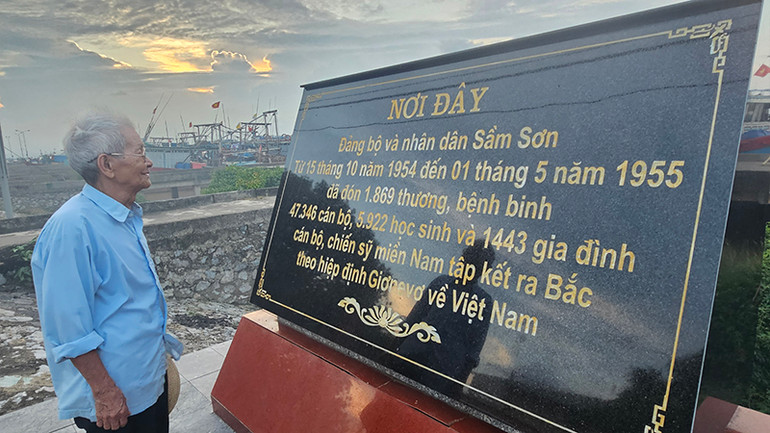 NƠI ĐÂY
Đảng bộ và nhân dân Sầm Sơn
Từ 15 tháng 10 năm 1954 đến 01 tháng 5 năm 1955
đã đón 1.869 thương, bệnh binh
47.346 cán bộ, 5.922 học sinh và 1443 gia đình
cán bộ, chiến sỹ miền Nam tập kết ra Bắc
theo hiệp định Giơnevơ về Việt Nam